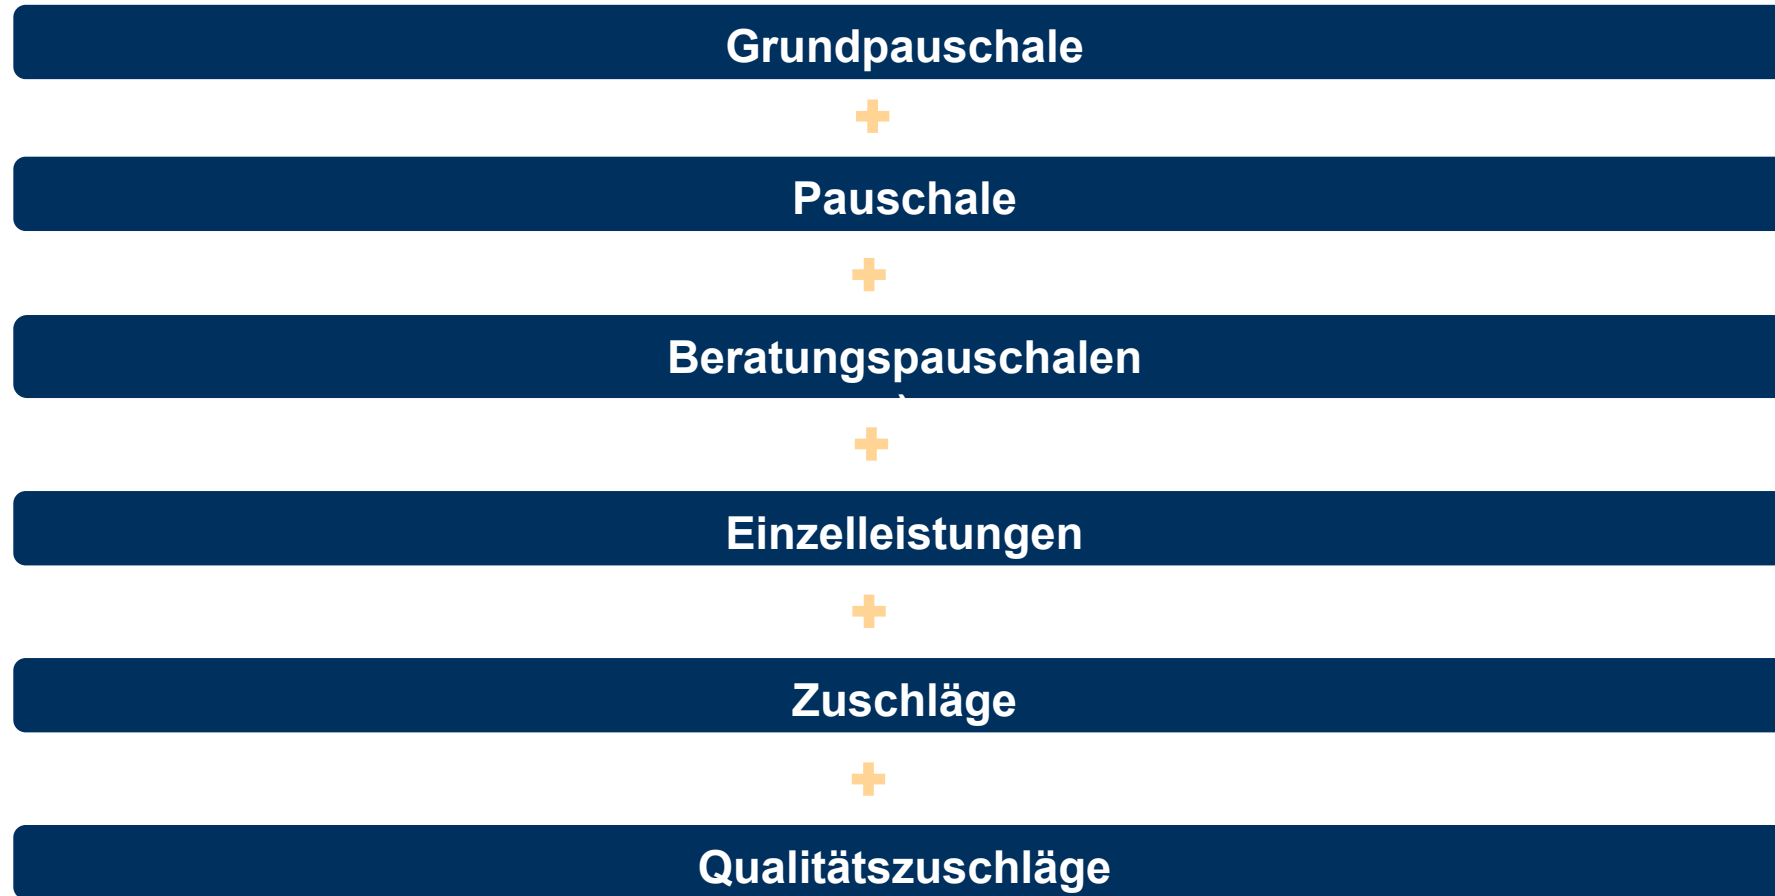 Grundpauschale
Pauschale
Beratungspauschalen
Einzelleistungen
Zuschläge
Qualitätszuschläge